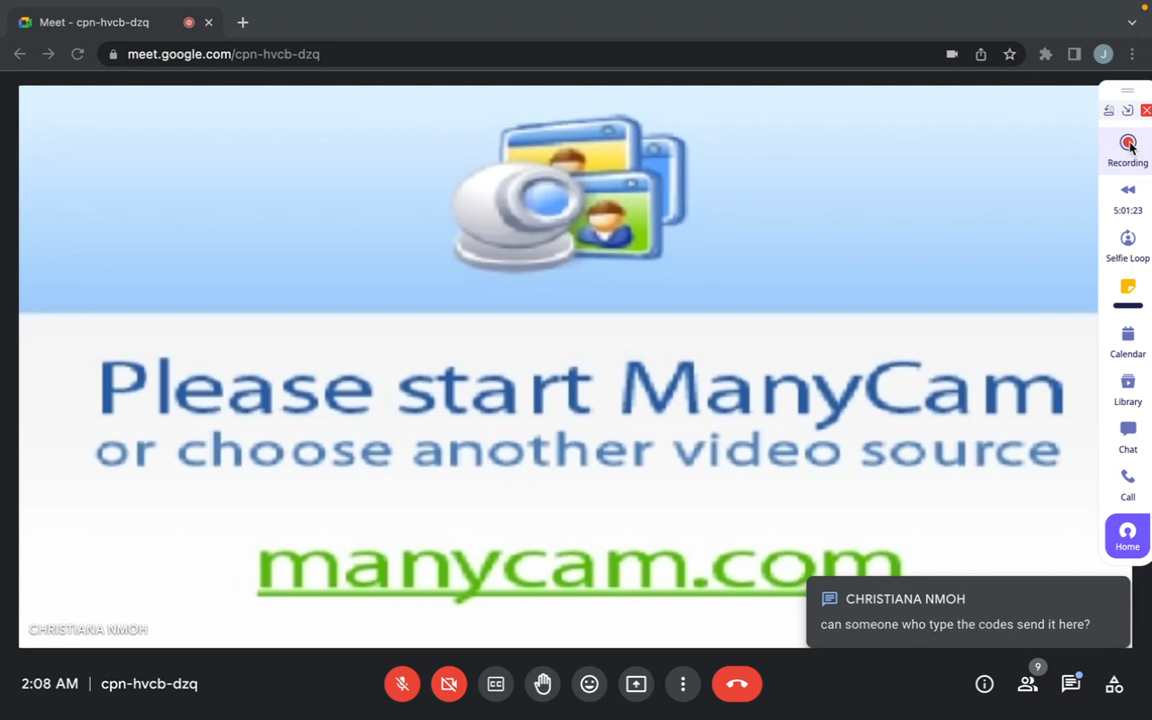 Meet - cpn-hvcb-dzq
meet.google.com/cpn-hvcb-dzq
J
Recording
5:01:23
Selfie Loop
Calendar
Library
Chat
Call
Home
Please start ManyCam
or choose another video source
manycam.com
CHRISTIANA NMOH
can someone who type the codes send it here?
CHRISTIANA NMOH
2:08 AM | cpn-hvcb-dzq
CC
9